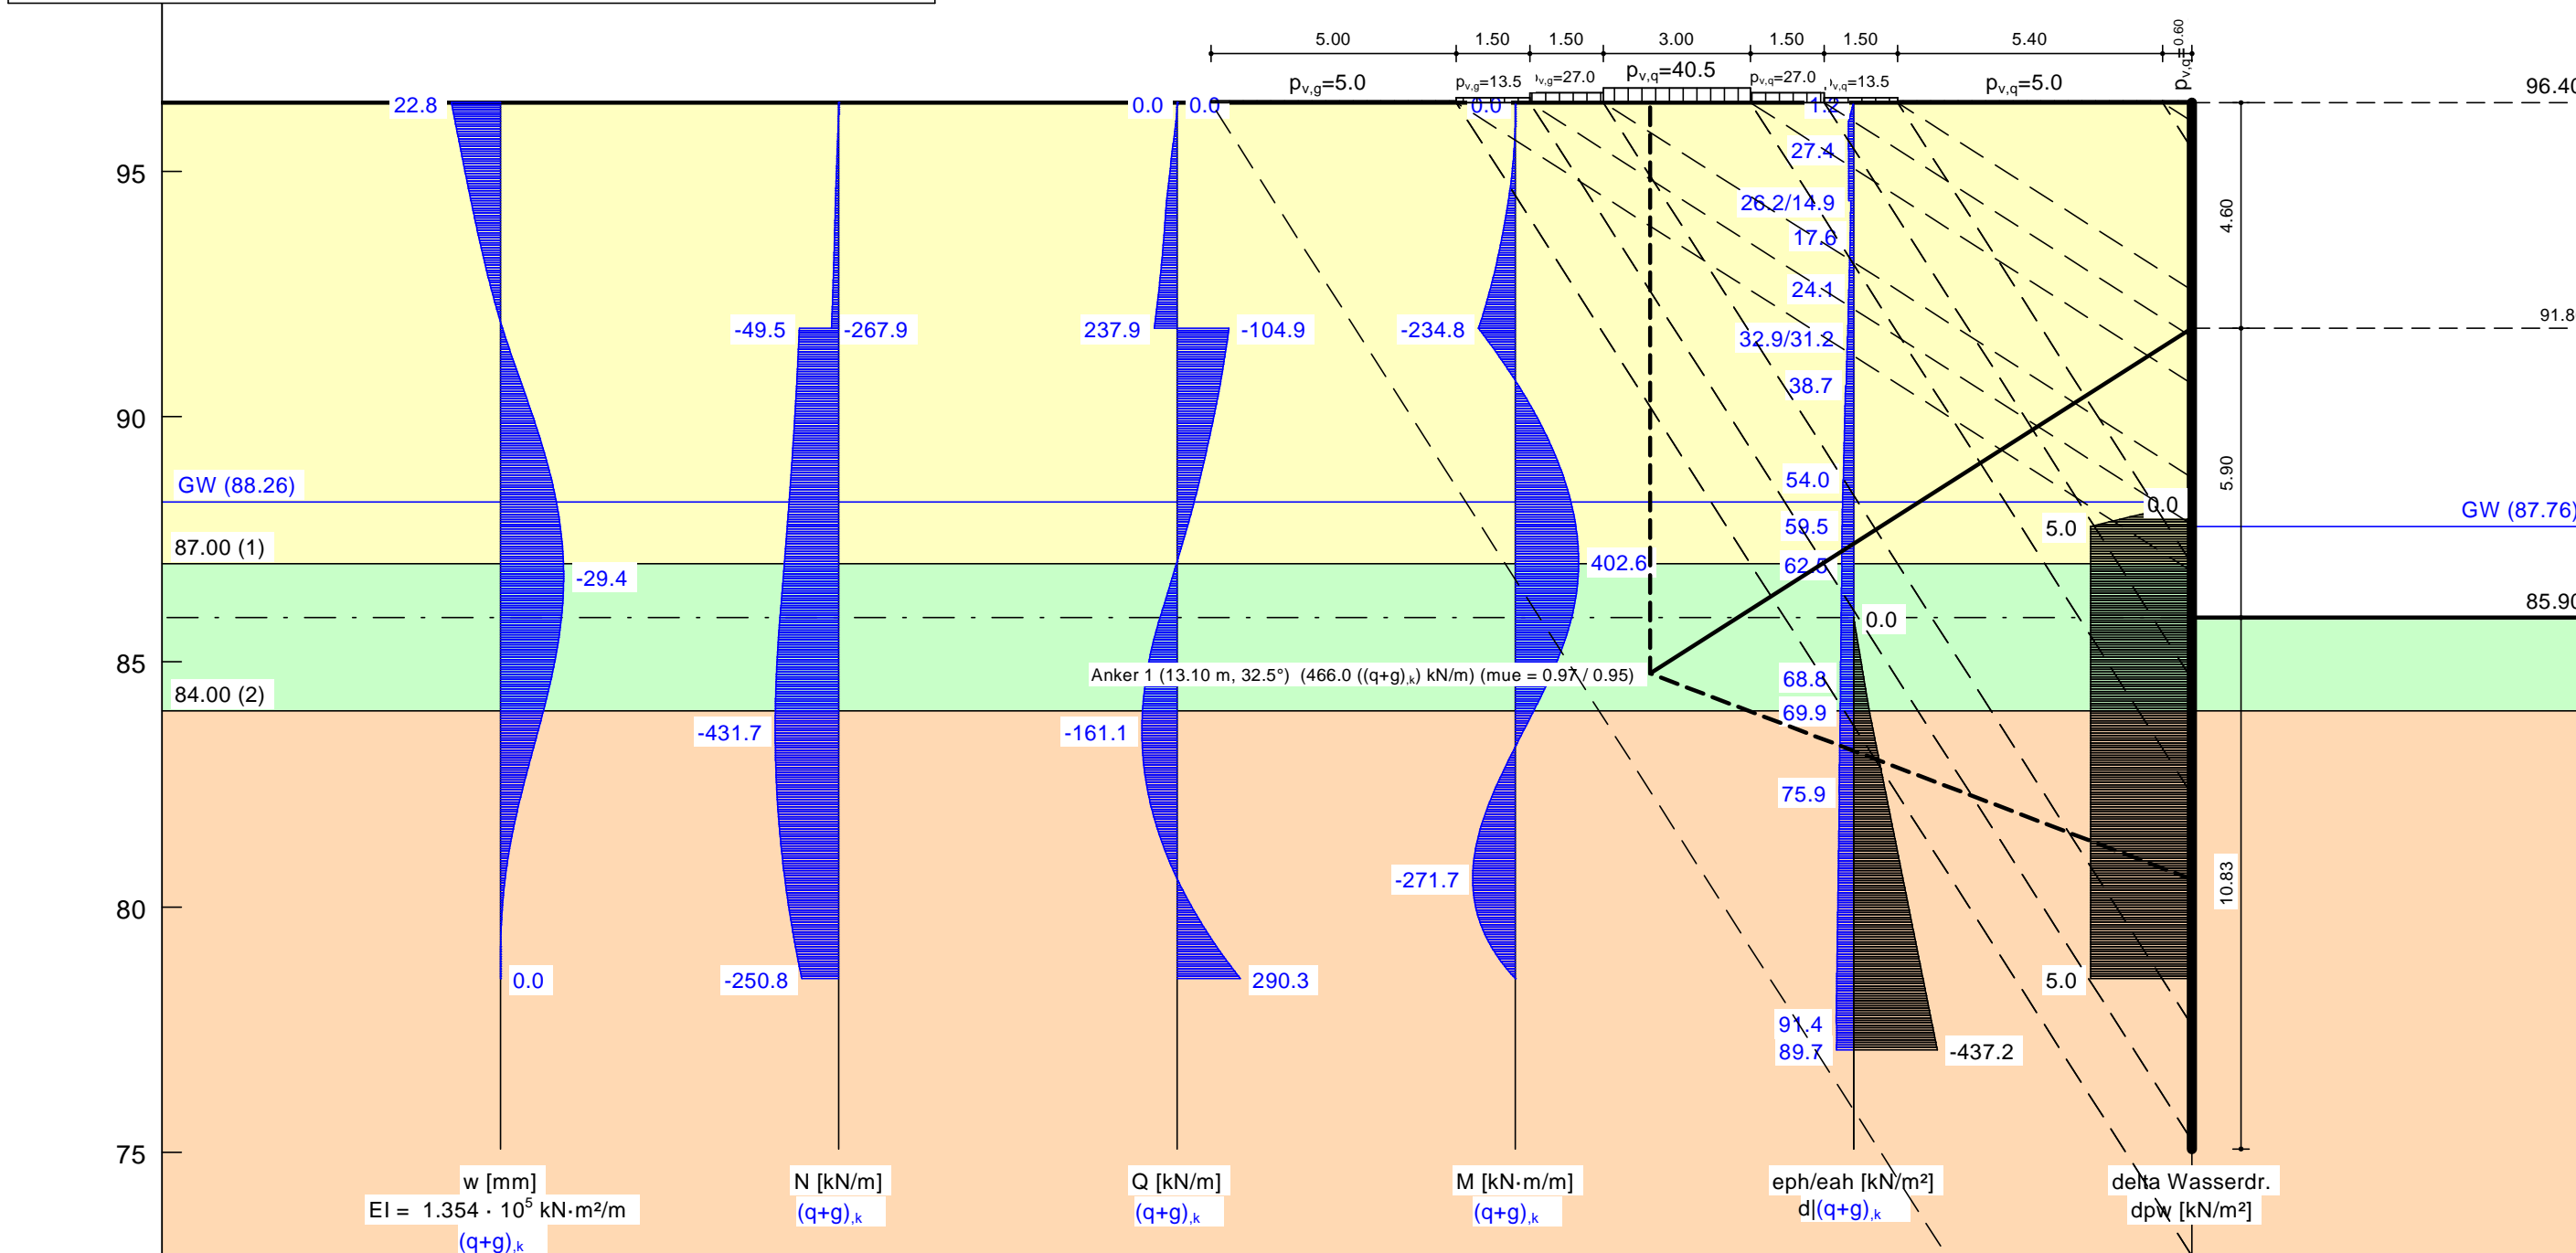 5.00 1.50 1.50 3.00 1.50 1.50 5.40 0.60
pv,g=5.0 pv,g=13.5 v,g=27.0 pv,q=40.5 pv,q=27.0 v,q=13.5 pv,q=5.0
22.8 0.0 0.0 0.0 1.2 96.40
27.4
95
26.2/14.9
4.60
17.6
24.1
91.8
-49.5 -267.9 237.9 -104.9 -234.8 32.9/31.2
38.7
90
5.90
GW (88.26) 54.0
0.0
GW (87.76)
59.5 5.0
87.00 (1)
402.6 62.5
-29.4
85.90
0.0
85
Anker 1 (13.10 m, 32.5°) (466.0 ((q+g),k) kN/m) (mue = 0.97 / 0.95) 68.8
84.00 (2)
69.9
-431.7 -161.1
75.9
-271.7
10.83
80
0.0 -250.8 290.3 5.0
91.4
89.7 -437.2
75
w [mm] N [kN/m] Q [kN/m] M [kN·m/m] eph/eah [kN/m²] delta Wasserdr.
EI = 1.354 · 10⁵ kN·m²/m (q+g),k (q+g),k (q+g),k d|(q+g),k dpw [kN/m²]
(q+g),k